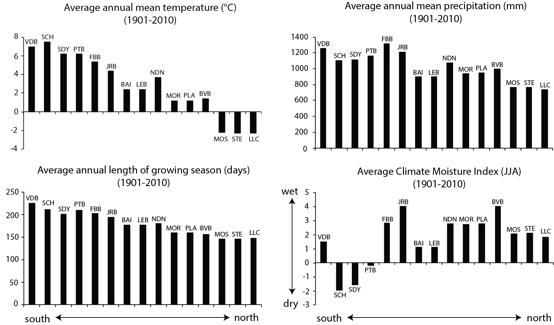 Average annual mean temperature (°C)
(1901-2010)
8
6
4
2
0
-2
-4
VDB SCH SDY PTB FBB JRB BAI LEB NDN MOR PLA BVB MOS STE LLC
Average annual mean precipitation (mm)
(1901-2010)
1400
1200
1000
800
600
400
200
0
VDB SCH SDY PTB FBB JRB BAI LEB NDN MOR PLA BVB MOS STE LLC
Average annual length of growing season (days)
(1901-2010)
250
200
150
100
50
0
VDB SCH SDY PTB FBB JRB BAI LEB NDN MOR PLA BVB MOS STE LLC
south north
Average Climate Moisture Index (JJA)
(1901-2010)
wet
dry
5
4
3
2
1
0
-1
-2
-3
VDB SCH SDY PTB FBB JRB BAI LEB NDN MOR PLA BVB MOS STE LLC
south north